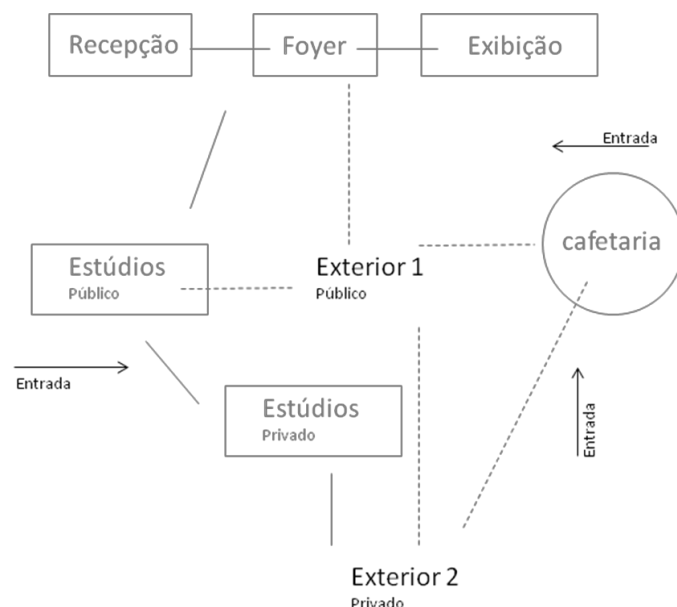 Recepção
Foyer
Exibição
Entrada
cafetaria
Estúdios
Público
Exterior 1
Público
Entrada
Estúdios
Privado
Entrada
Exterior 2
Privado